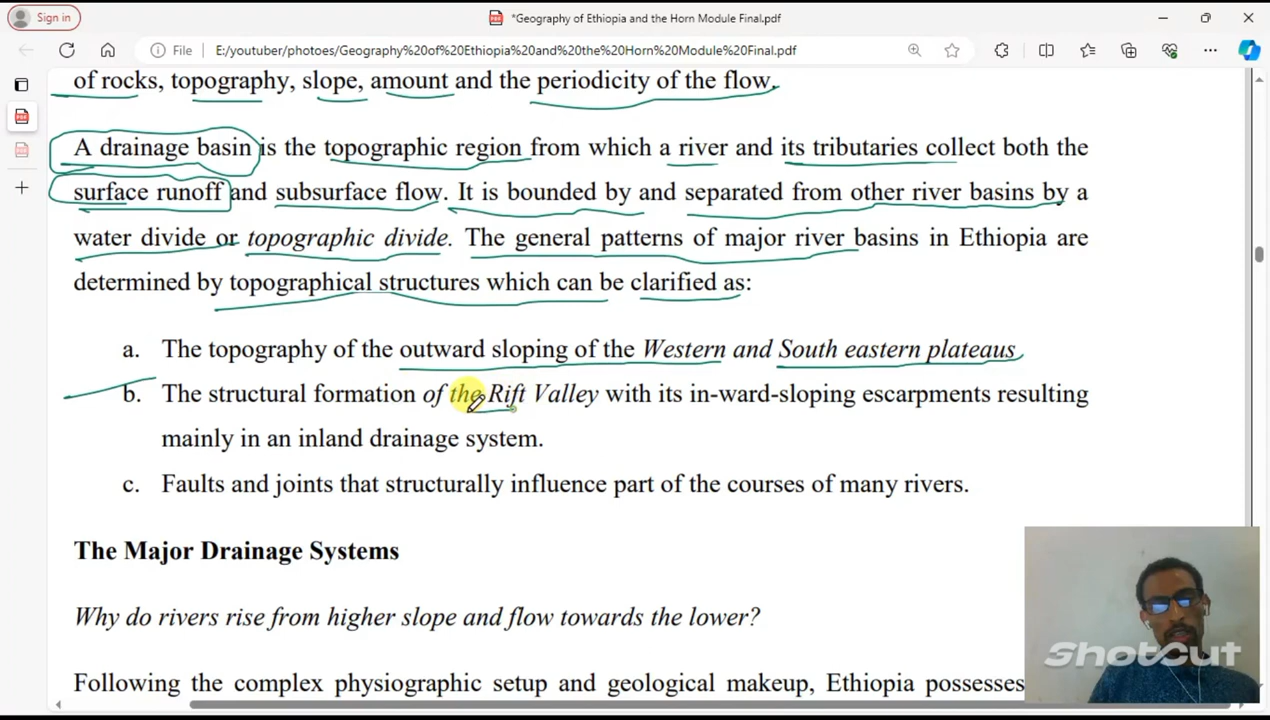 Sign in
*Geography of Ethiopia and the Horn Module Final.pdf
File E:/youtuber/photoes/Geography%20of%20Ethiopia%20and%20the%20Horn%20Module%20Final.pdf
of rocks, topography, slope, amount and the periodicity of the flow.
A drainage basin is the topographic region from which a river and its tributaries collect both the
surface runoff and subsurface flow. It is bounded by and separated from other river basins by a
water divide or topographic divide. The general patterns of major river basins in Ethiopia are
determined by topographical structures which can be clarified as:
a. The topography of the outward sloping of the Western and South eastern plateaus
b. The structural formation of the Rift Valley with its in-ward-sloping escarpments resulting
mainly in an inland drainage system.
c. Faults and joints that structurally influence part of the courses of many rivers.
The Major Drainage Systems
Why do rivers rise from higher slope and flow towards the lower?
Following the complex physiographic setup and geological makeup, Ethiopia possesses
SHOTCUT